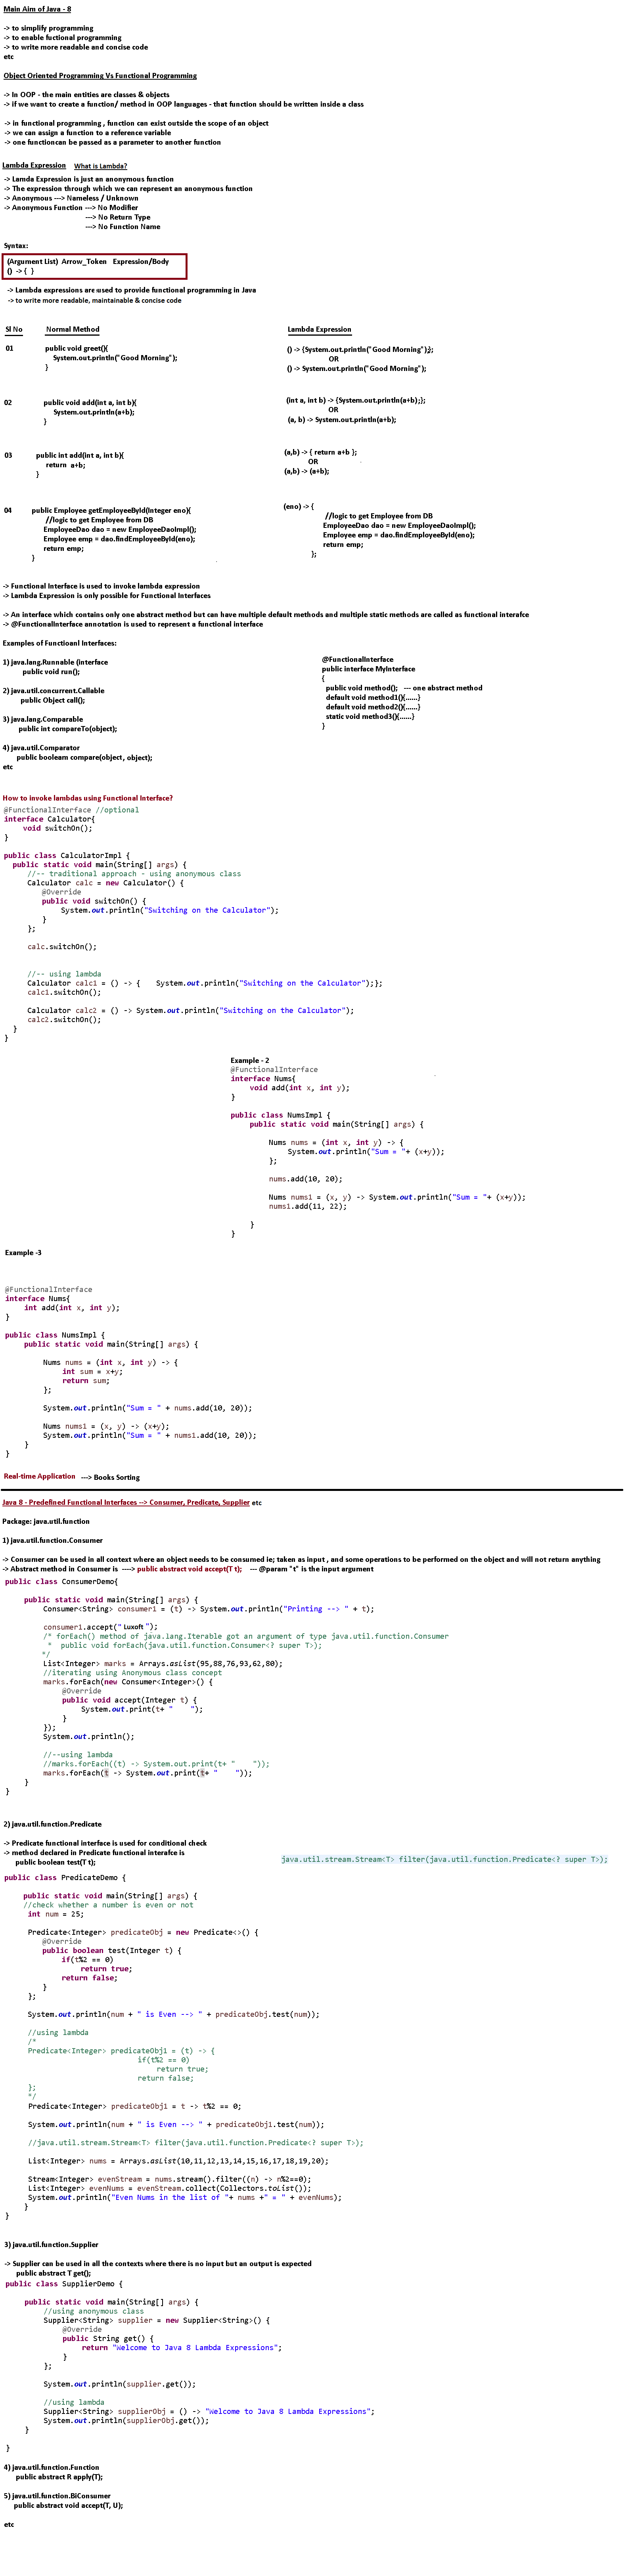 Main Aim of Java - 8
-> to simplify programming
-> to enable fuctional programming
-> to write more readable and concise code
etc
Object Oriented Programming Vs Functional Programming
-> In OOP - the main entities are classes & objects
-> if we want to create a function/ method in OOP languages - that function should be written inside a class
-> in functional programming , function can exist outside the scope of an object
-> we can assign a function to a reference variable
-> one functioncan be passed as a parameter to another function
Lambda Expression What is Lambda?
-> Lamda Expression is just an anonymous function
-> The expression through which we can represent an anonymous function
-> Anonymous ---> Nameless / Unknown
-> Anonymous Function ---> No Modifier
---> No Return Type
---> No Function Name
Syntax:
(Argument List) Arrow_Token Expression/Body
() -> { }
-> Lambda expressions are used to provide functional programming in Java
-> to write more readable, maintainable & concise code
Sl No Normal Method Lambda Expression
01 public void greet(){ () -> {System.out.println("Good Morning");};
System.out.println("Good Morning"); OR
} () -> System.out.println("Good Morning");
02 public void add(int a, int b){ (int a, int b) -> {System.out.println(a+b);};
System.out.println(a+b); OR
} (a, b) -> System.out.println(a+b);
03 public int add(int a, int b){ (a,b) -> { return a+b };
return a+b; OR
} (a,b) -> (a+b);
04 public Employee getEmployeeById(Integer eno){ (eno) -> {
//logic to get Employee from DB //logic to get Employee from DB
EmployeeDao dao = new EmployeeDaoImpl(); EmployeeDao dao = new EmployeeDaoImpl();
Employee emp = dao.findEmployeeById(eno); Employee emp = dao.findEmployeeById(eno);
return emp; return emp;
} };
-> Functional Interface is used to invoke lambda expression
-> Lambda Expression is only possible for Functional Interfaces
-> An interface which contains only one abstract method but can have multiple default methods and multiple static methods are called as functional interafce
-> @FunctionalInterface annotation is used to represent a functional interface
Examples of Functioanl Interfaces:
1) java.lang.Runnable (interface
public void run();
2) java.util.concurrent.Callable
public Object call();
3) java.lang.Comparable
public int compareTo(object);
4) java.util.Comparator
public booleam compare(object, object);
etc
@FunctionalInterface
public interface MyInterface
{
public void method(); --- one abstract method
default void method1(){......}
default void method2(){......}
static void method3(){......}
}
How to invoke lambdas using Functional Interface?
@FunctionalInterface //optional
interface Calculator{
void switchOn();
}
public class CalculatorImpl {
public static void main(String[] args) {
//-- traditional approach - using anonymous class
Calculator calc = new Calculator() {
@Override
public void switchOn() {
System.out.println("Switching on the Calculator");
}
};
calc.switchOn();
//-- using lambda
Calculator calc1 = () -> { System.out.println("Switching on the Calculator");};
calc1.switchOn();
Calculator calc2 = () -> System.out.println("Switching on the Calculator");
calc2.switchOn();
}
}
Example - 2
@FunctionalInterface
interface Nums{
void add(int x, int y);
}
public class NumsImpl {
public static void main(String[] args) {
Nums nums = (int x, int y) -> {
System.out.println("Sum = "+ (x+y));
};
nums.add(10, 20);
Nums nums1 = (x, y) -> System.out.println("Sum = "+ (x+y));
nums1.add(11, 22);
}
}
Example -3
@FunctionalInterface
interface Nums{
int add(int x, int y);
}
public class NumsImpl {
public static void main(String[] args) {
Nums nums = (int x, int y) -> {
int sum = x+y;
return sum;
};
System.out.println("Sum = " + nums.add(10, 20));
Nums nums1 = (x, y) -> (x+y);
System.out.println("Sum = " + nums1.add(10, 20));
}
}
Real-time Application ---> Books Sorting
Java 8 - Predefined Functional Interfaces --> Consumer, Predicate, Supplier etc
Package: java.util.function
1) java.util.function.Consumer
-> Consumer can be used in all context where an object needs to be consumed ie; taken as input , and some operations to be performed on the object and will not return anything
-> Abstract method in Consumer is ----> public abstract void accept(T t); --- @param "t" is the input argument
public class ConsumerDemo{
public static void main(String[] args) {
Consumer<String> consumer1 = (t) -> System.out.println("Printing --> " + t);
consumer1.accept("Luxoft");
/* forEach() method of java.lang.Iterable got an argument of type java.util.function.Consumer
* public void forEach(java.util.function.Consumer<? super T>);
*/
List<Integer> marks = Arrays.asList(95,88,76,93,62,80);
//iterating using Anonymous class concept
marks.forEach(new Consumer<Integer>() {
@Override
public void accept(Integer t) {
System.out.print(t+ " ");
}
});
System.out.println();
//--using lambda
//marks.forEach((t) -> System.out.print(t+ " "));
marks.forEach(t -> System.out.print(t+ " "));
}
}
2) java.util.function.Predicate
-> Predicate functional interface is used for conditional check
-> method declared in Predicate functional interafce is
public boolean test(T t);
java.util.stream.Stream<T> filter(java.util.function.Predicate<? super T>);
public class PredicateDemo {
public static void main(String[] args) {
//check whether a number is even or not
int num = 25;
Predicate<Integer> predicateObj = new Predicate<>() {
@Override
public boolean test(Integer t) {
if(t%2 == 0)
return true;
return false;
}
};
System.out.println(num + " is Even --> " + predicateObj.test(num));
//using lambda
/*
Predicate<Integer> predicateObj1 = (t) -> {
if(t%2 == 0)
return true;
return false;
};
*/
Predicate<Integer> predicateObj1 = t -> t%2 == 0;
System.out.println(num + " is Even --> " + predicateObj1.test(num));
//java.util.stream.Stream<T> filter(java.util.function.Predicate<? super T>);
List<Integer> nums = Arrays.asList(10,11,12,13,14,15,16,17,18,19,20);
Stream<Integer> evenStream = nums.stream().filter((n) -> n%2==0);
List<Integer> evenNums = evenStream.collect(Collectors.toList());
System.out.println("Even Nums in the list of "+ nums +" = " + evenNums);
}
}
3) java.util.function.Supplier
-> Supplier can be used in all the contexts where there is no input but an output is expected
public abstract T get();
public class SupplierDemo {
public static void main(String[] args) {
//using anonymous class
Supplier<String> supplier = new Supplier<String>() {
@Override
public String get() {
return "Welcome to Java 8 Lambda Expressions";
}
};
System.out.println(supplier.get());
//using lambda
Supplier<String> supplierObj = () -> "Welcome to Java 8 Lambda Expressions";
System.out.println(supplierObj.get());
}
}
4) java.util.function.Function
public abstract R apply(T);
5) java.util.function.BiConsumer
public abstract void accept(T, U);
etc